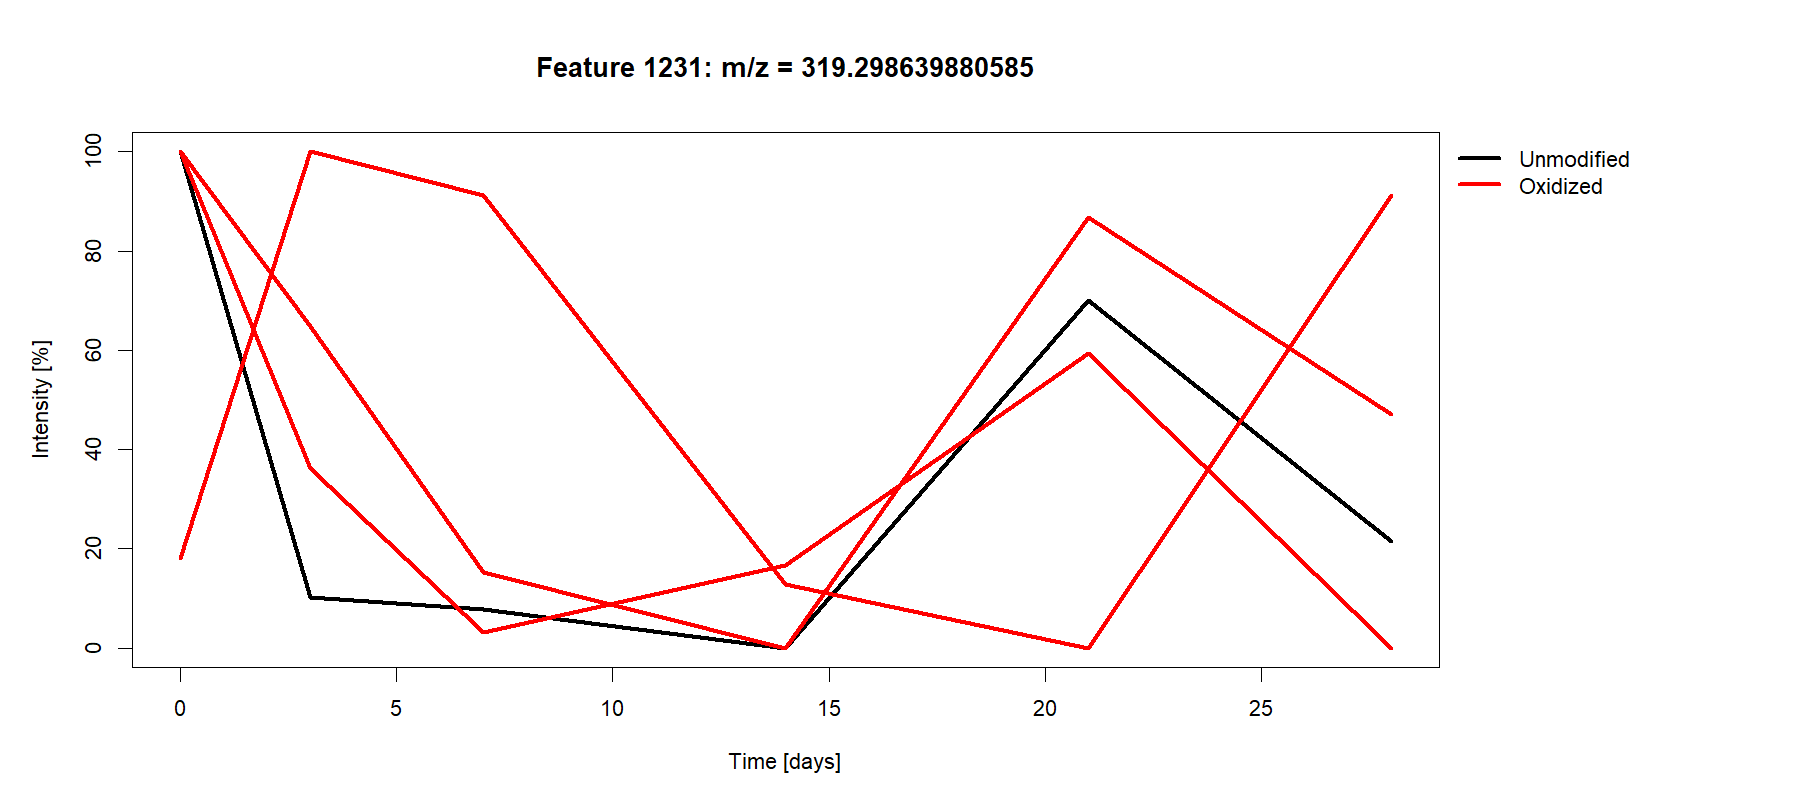 Feature 1231: m/z = 319.298639880585
Unmodified
Oxidized
Intensity [%]
100
80
60
40
20
0
0 5 10 15 20 25
Time [days]